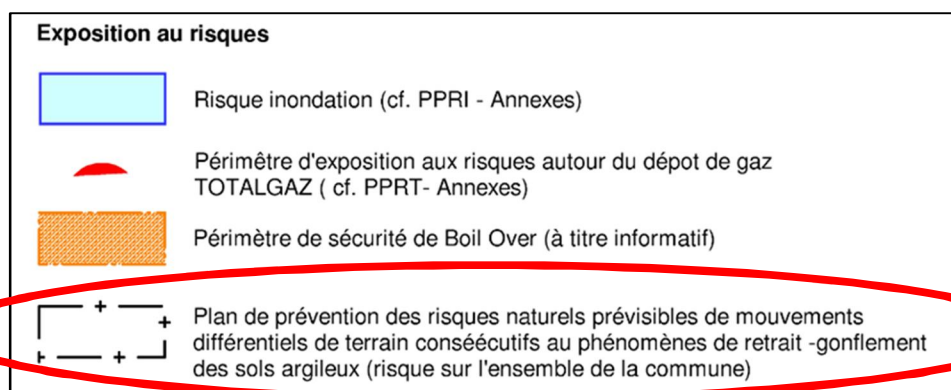 Exposition au risques
Risque inondation (cf. PPRI - Annexes)
Périmêtre d'exposition aux risques autour du dépot de gaz
TOTALGAZ ( cf. PPRT- Annexes)
Périmètre de sécurité de Boil Over (à titre informatif)
Plan de prévention des risques naturels prévisibles de mouvements
différentiels de terrain conséécutifs au phénomènes de retrait -gonflement
des sols argileux (risque sur l'ensemble de la commune)